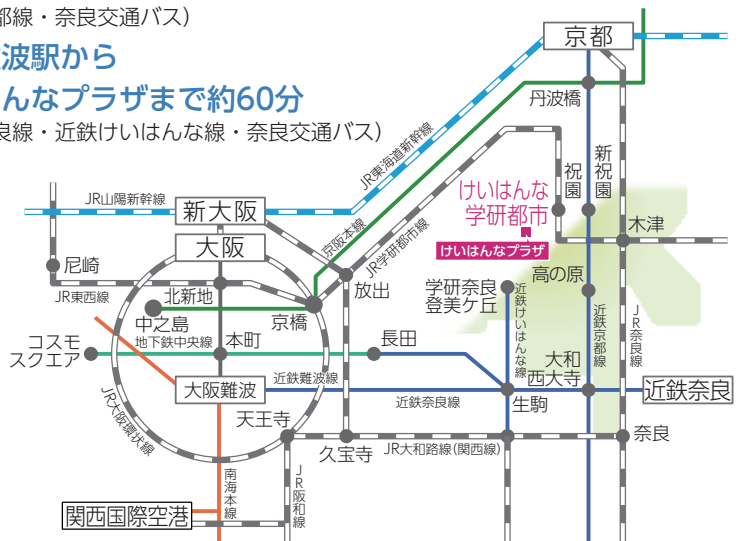 都線・奈良交通バス)
波駅から
んなプラザまで約60分
良線・近鉄けいはんな線・奈良交通バス)
京都
丹波橋
JR東海道新幹線
JR山陽新幹線
新大阪
大阪
京阪本線
JR学研都市線
けいはんな
学研都市
けいはんなプラザ
祝園
新祝園
木津
尼崎
JR東西線
北新地
中之島
京橋
放出
学研奈良
登美ケ丘
高の原
近鉄けいはんな線
近鉄京都線
JR奈良線
コスモ
スクエア
地下鉄中央線
本町
長田
大和
西大寺
大阪難波
近鉄難波線
近鉄奈良線
生駒
近鉄奈良
JR大阪環状線
天王寺
久宝寺
JR大和路線(関西線)
奈良
南海本線
JR阪和線
関西国際空港